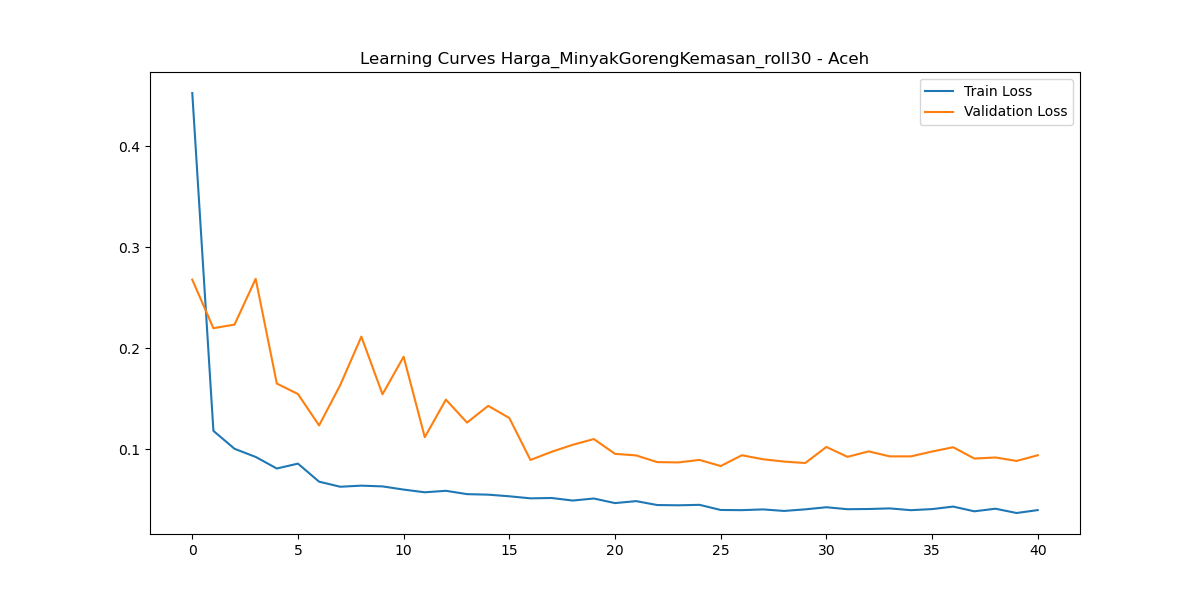 Learning Curves Harga_MinyakGorengKemasan_roll30 - Aceh
Train Loss
Validation Loss
0.4
0.3
0.2
0.1
0 5 10 15 20 25 30 35 40